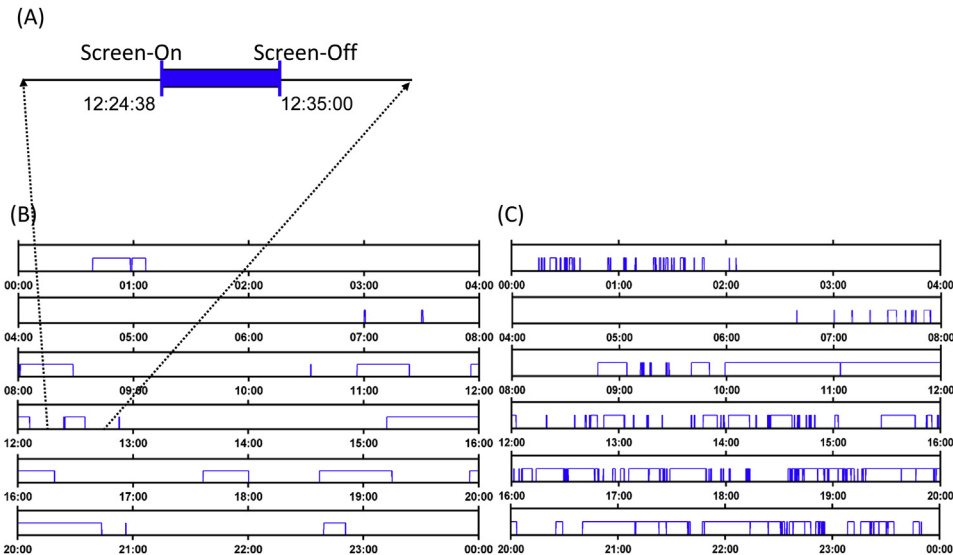 (A)
Screen-On Screen-Off
12:24:38 12:35:00
(B) (C)
00:00 01:00 02:00 03:00 04:00 00:00 01:00 02:00 03:00 04:00
04:00 05:00 06:00 07:00 08:00 04:00 05:00 06:00 07:00 08:00
08:00 09:00 10:00 11:00 12:00 08:00 09:00 10:00 11:00 12:00
12:00 13:00 14:00 15:00 16:00 12:00 13:00 14:00 15:00 16:00
16:00 17:00 18:00 19:00 20:00 16:00 17:00 18:00 19:00 20:00
20:00 21:00 22:00 23:00 00:00 20:00 21:00 22:00 23:00 00:00